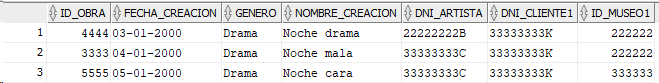 ID_OBRA FECHA_CREACION GENERO NOMBRE_CREACION DNI_ARTISTA DNI_CLIENTE1 ID_MUSEO1
1 4444 03-01-2000 Drama Noche drama 22222222B 33333333K 222222
2 3333 04-01-2000 Drama Noche mala 33333333C 33333333K 222222
3 5555 05-01-2000 Drama Noche cara 33333333C 33333333K 333333